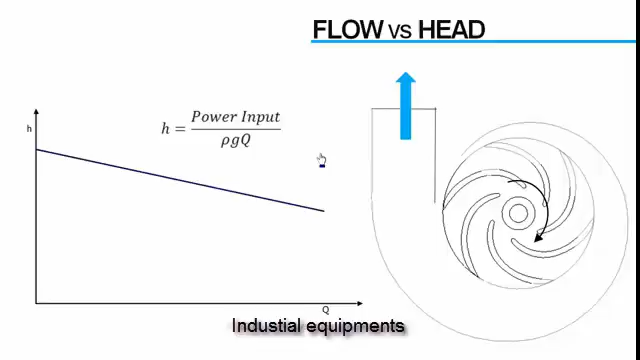 FLOW vs HEAD
h
h = Power Input / ρgQ
Q
Industial equipments